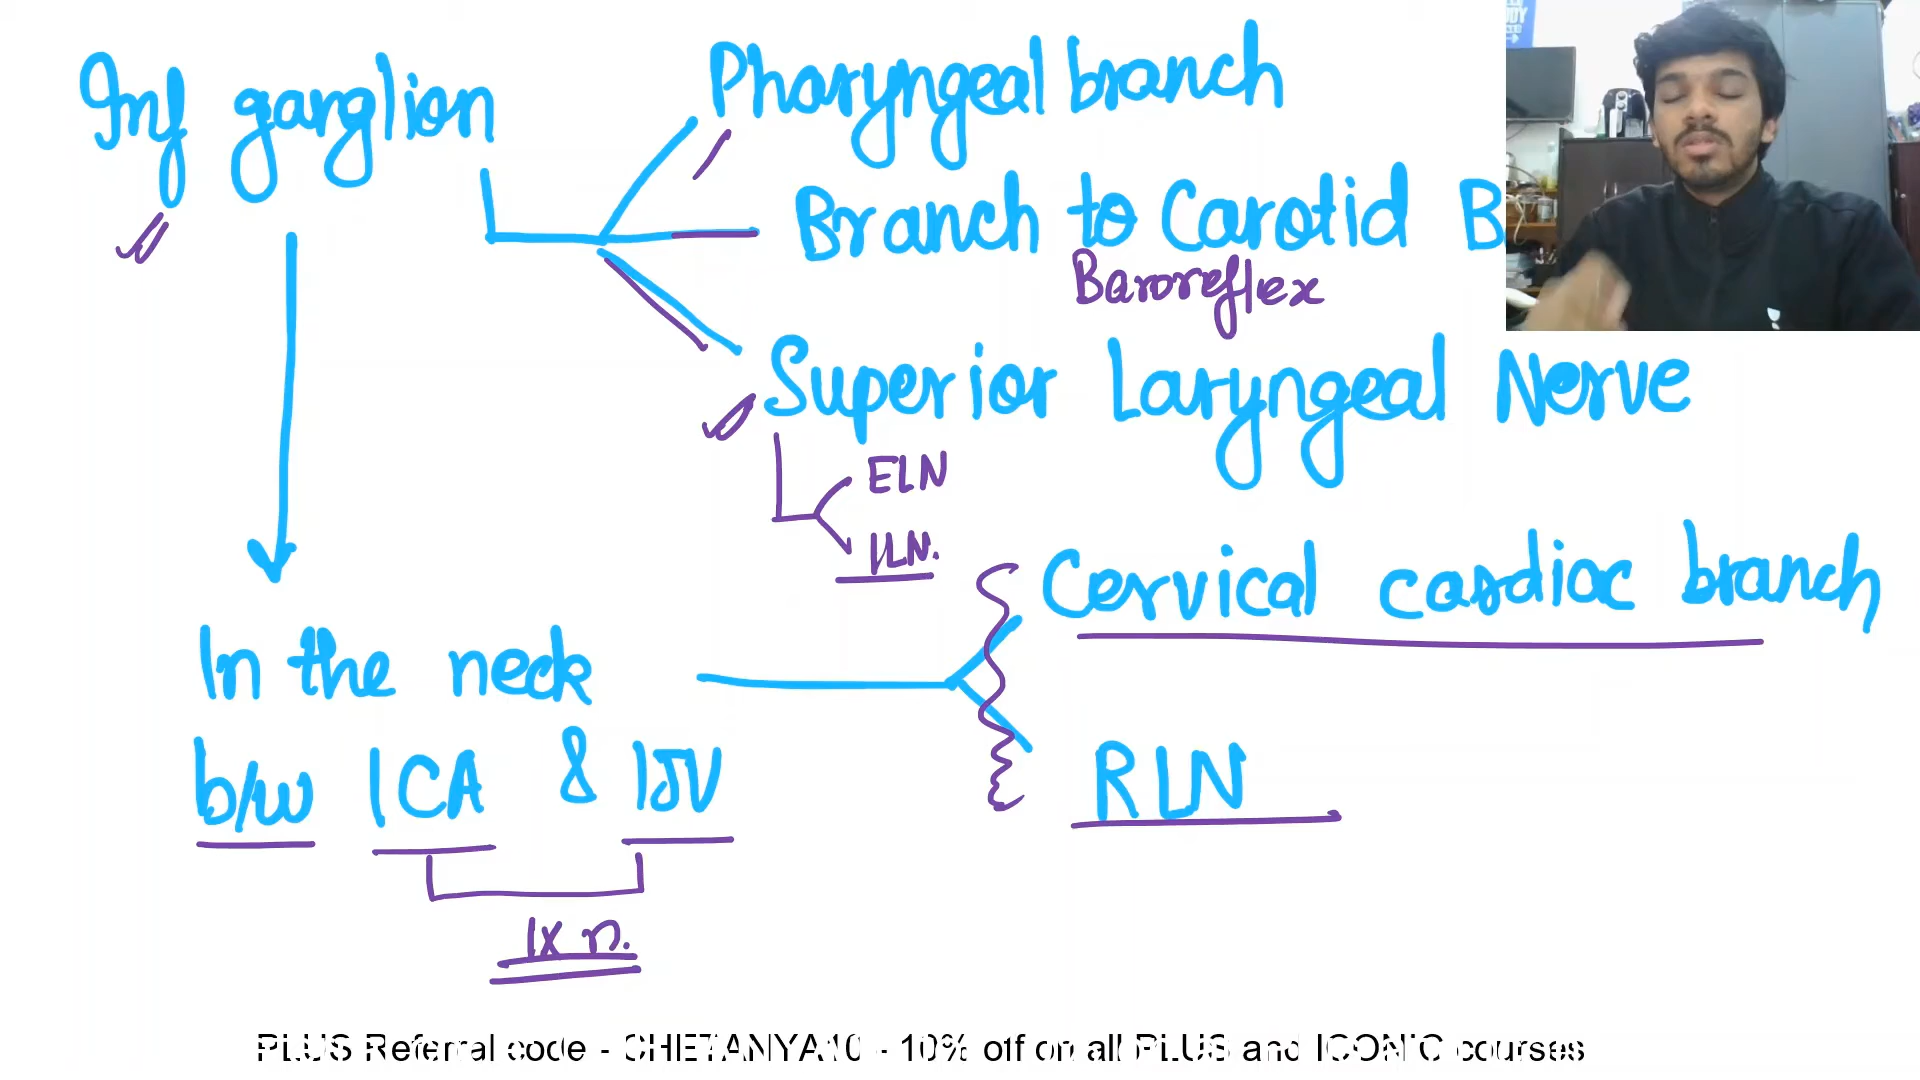 Inf ganglion
Pharyngeal branch
Branch to Carotid B
Baroreflex
Superior Laryngeal Nerve
ELN
ILN.
In the neck
b/w ICA & IJV
IX n.
Cervical cardiac branch
RLN
PLUS Referral code - CHETANYA10 - 10% off on all PLUS and ICONIC courses